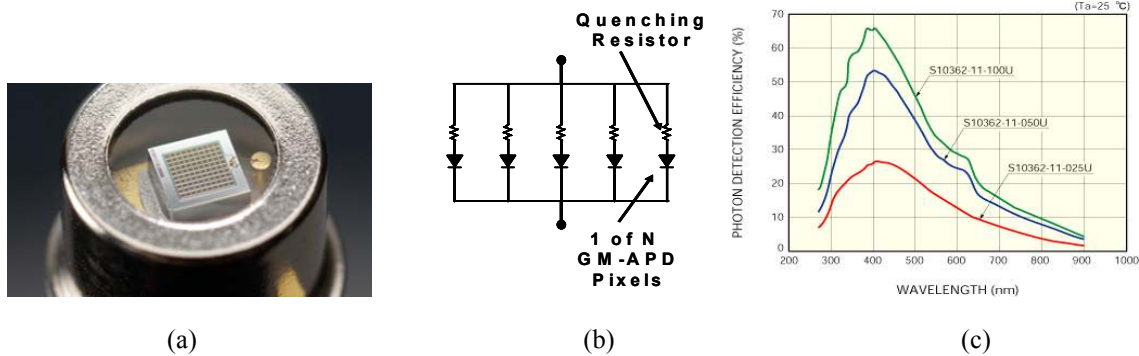 Quenching
Resistor
1 of N
GM-APD
Pixels
(Ta=25 °C)
PHOTON DETECTION EFFICIENCY (%)
70
60
50
40
30
20
10
0
S10362-11-100U
S10362-11-050U
S10362-11-025U
200 300 400 500 600 700 800 900 1000
WAVELENGTH (nm)
(a) (b) (c)